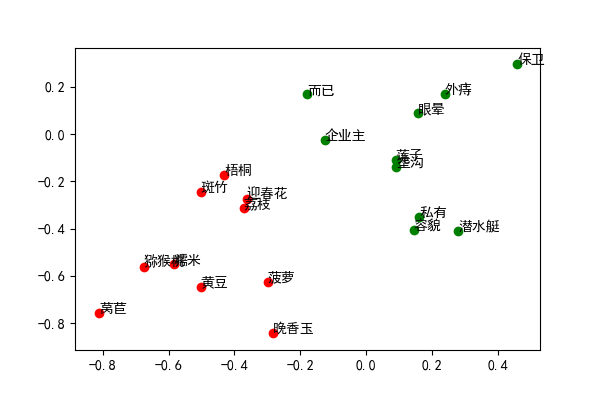 保卫
0.2
外痔
而已
眼晕
0.0
企业主
梧桐
−0.2
斑竹
迎春花
荔枝
私有
−0.4
容貌
潜水艇
猕猴桃
糯米
−0.6
菠萝
黄豆
莴苣
−0.8
晚香玉
−0.8 −0.6 −0.4 −0.2 0.0 0.2 0.4